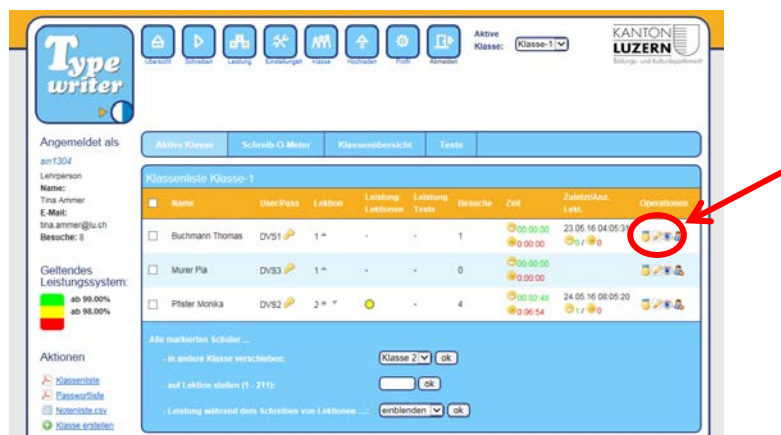 Type
writer
Übersicht Schreiben Leistung Einstellungen Klasse Hochladen Profil Abmelden
Aktive
Klasse: Klasse-1
KANTON
LUZERN
Bildungs- und Kulturdepartement
Angemeldet als
Lehrperson
Name:
Tina Ammer
E-Mail:
tina.ammer@lu.ch
Besuche: 8
Geltendes
Leistungssystem:
ab 99.00%
ab 98.00%
Aktionen
Klassenliste
Passwortliste
Notenliste.csv
Klasse erstellen
Aktive Klasse Schreib-O-Meter Klassenübersicht Tests
Klassenliste Klasse-1
Name User/Pass Lektion Leistung Lektionen Leistung Tests Besuche Zeit Zuletzt/Anz. Lekt. Operationen
Buchmann Thomas DVS1 1 - - 1 00:00:00 23.05.16 04:05:31
0:00:00 0 / 0
Murer Pia DVS3 1 - - 0 00:00:00
0:00:00
Pfister Monika DVS2 2 - 4 00:02:48 24.05.16 08:05:20
0:06:54 1 / 0
Alle markierten Schüler ...
- in andere Klasse verschieben: Klasse 2 ok
- auf Lektion stellen (1 - 211): ok
- Leistung während dem Schreiben von Lektionen ...: einblenden ok